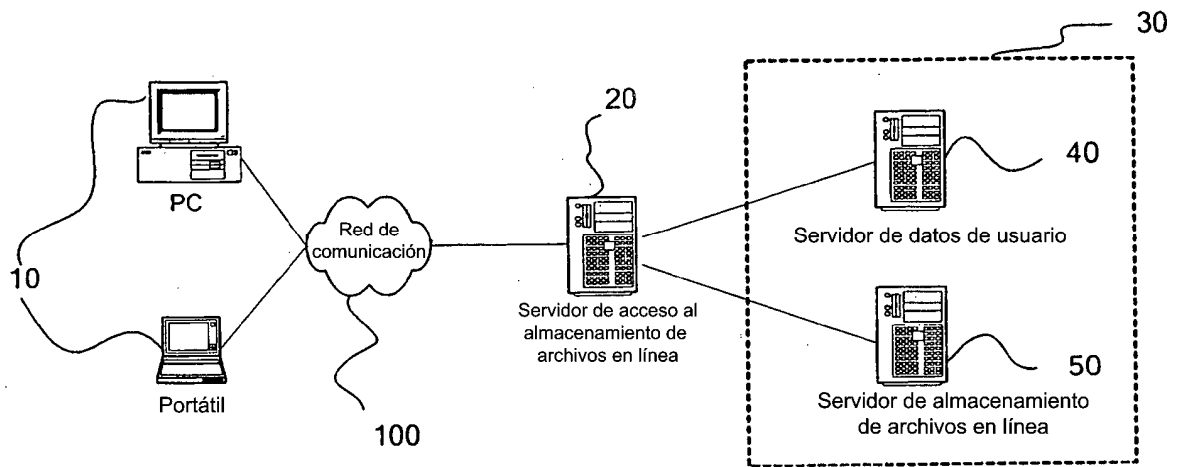 30
20
40
PC
Red de
comunicación
Servidor de datos de usuario
10
Servidor de acceso al
almacenamiento de
archivos en línea
50
Portátil
100
Servidor de almacenamiento
de archivos en línea